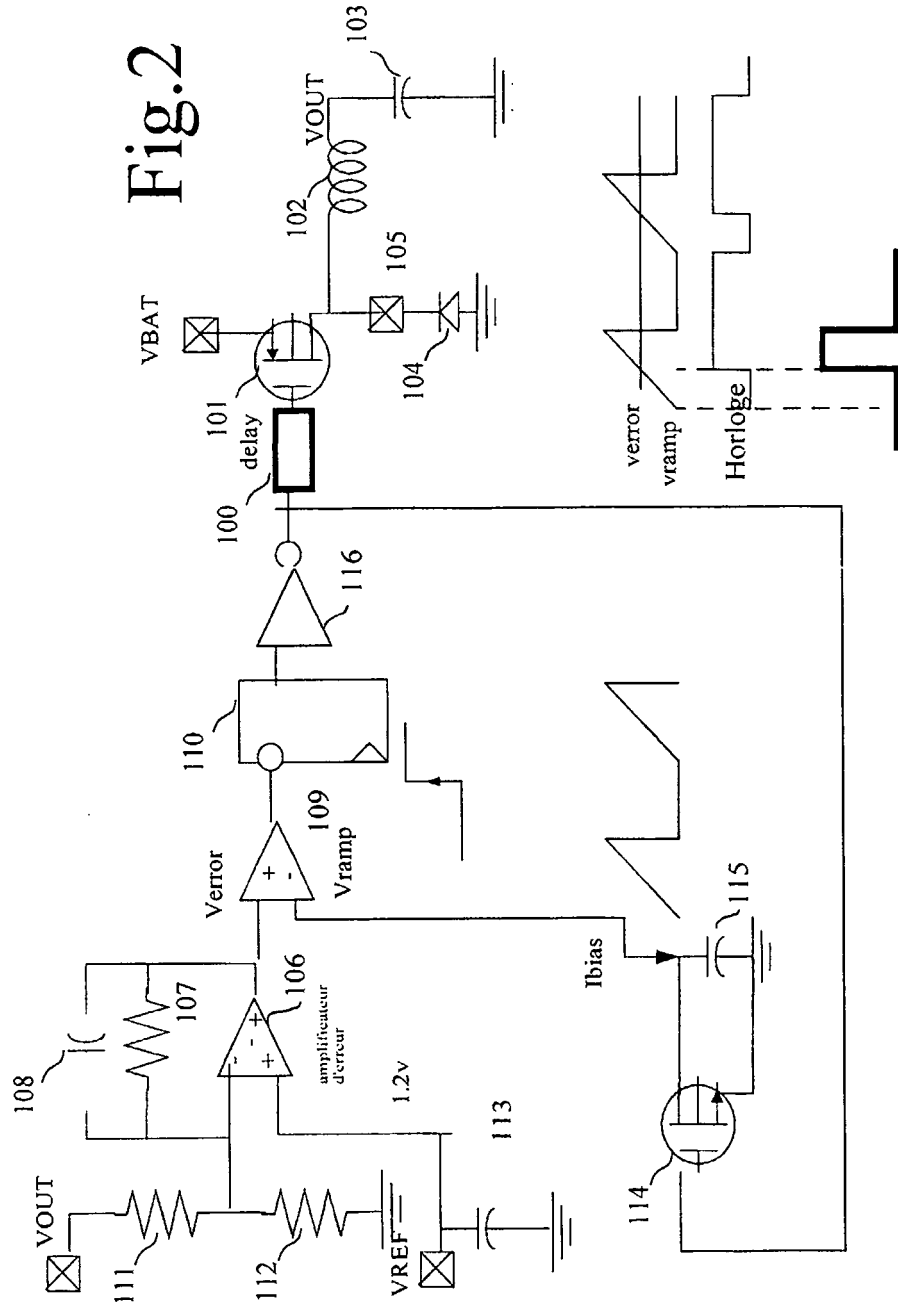 Fig.2
VOUT
111
112
VREF
108
107
106
amplificateur
d'erreur
1.2v
113
Verror
109
Vramp
110
116
100
delay
101
VBAT
105
104
102
VOUT
103
Ibias
114
115
verror
vramp
Horloge